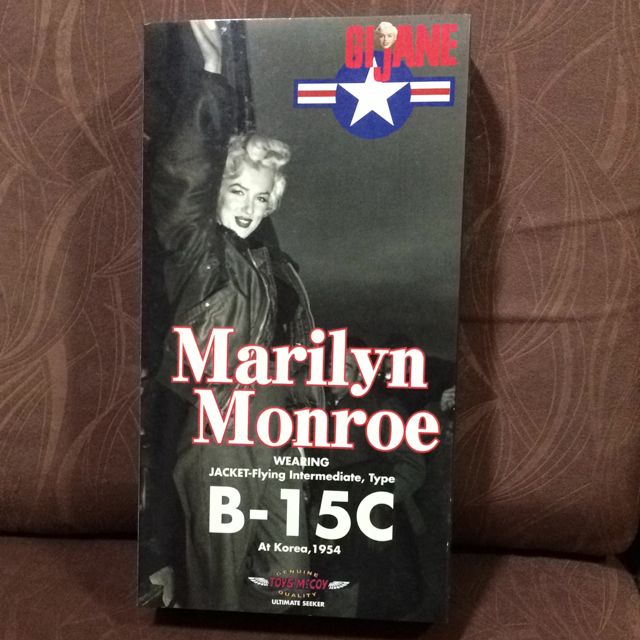 GI JANE
Marilyn
Monroe
WEARING
JACKET-Flying Intermediate, Type
B-15C
At Korea,1954
GENUINE
TOYS McCOY
QUALITY
ULTIMATE SEEKER